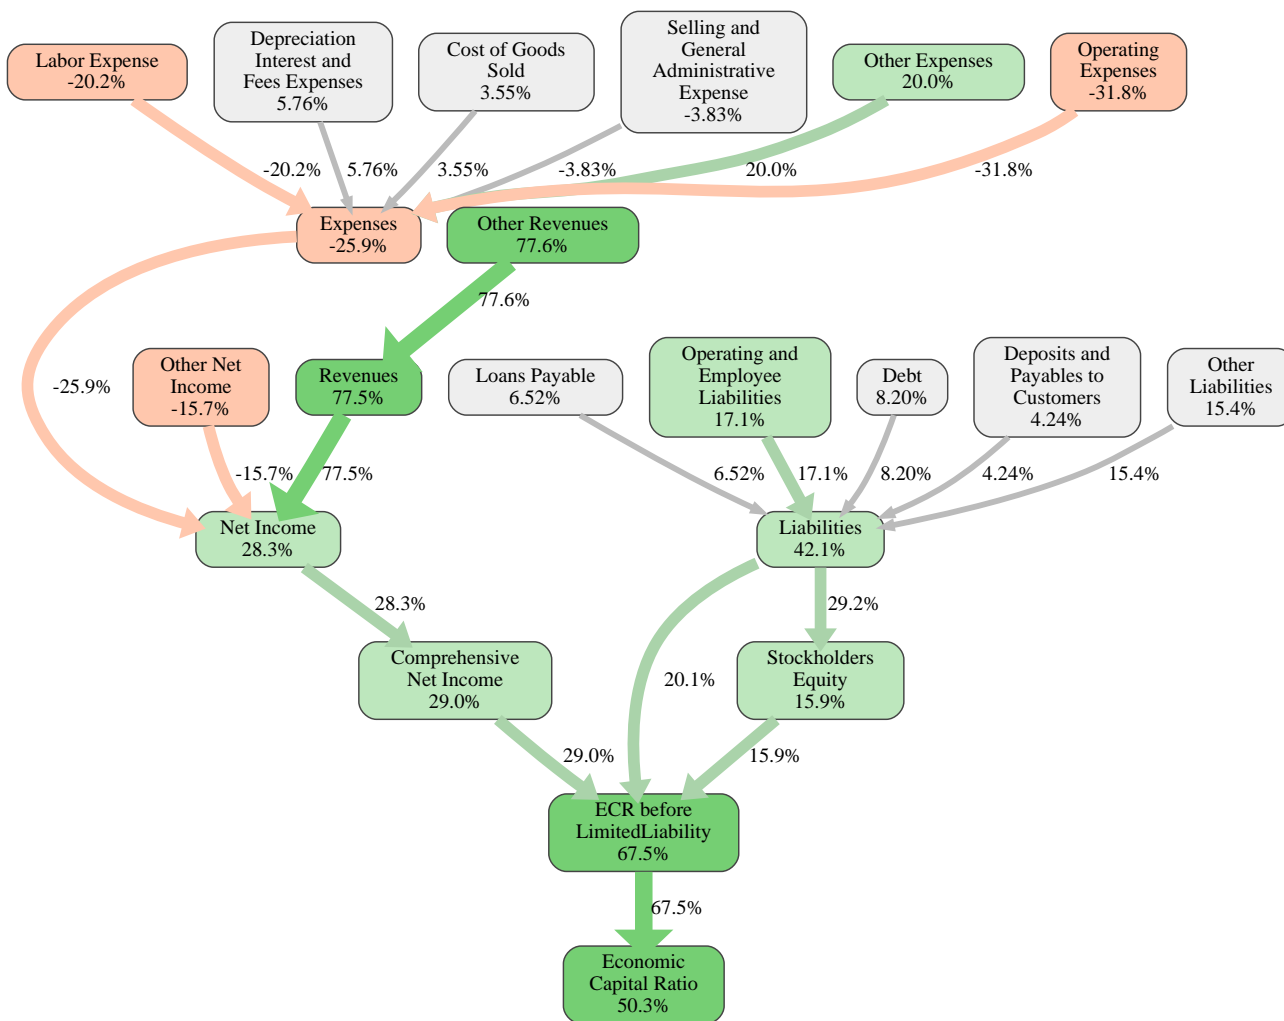 Labor Expense
-20.2%
Depreciation
Interest and
Fees Expenses
5.76%
Cost of Goods
Sold
3.55%
Selling and
General
Administrative
Expense
-3.83%
Other Expenses
20.0%
Operating
Expenses
-31.8%
-20.2%
5.76%
3.55%
-3.83%
20.0%
-31.8%
Expenses
-25.9%
Other Revenues
77.6%
77.6%
-25.9%
Other Net
Income
-15.7%
Revenues
77.5%
Loans Payable
6.52%
Operating and
Employee
Liabilities
17.1%
Debt
8.20%
Deposits and
Payables to
Customers
4.24%
Other
Liabilities
15.4%
-15.7%
77.5%
6.52%
17.1%
8.20%
4.24%
15.4%
Net Income
28.3%
Liabilities
42.1%
28.3%
29.2%
Comprehensive
Net Income
29.0%
20.1%
Stockholders
Equity
15.9%
29.0%
15.9%
ECR before
LimitedLiability
67.5%
67.5%
Economic
Capital Ratio
50.3%